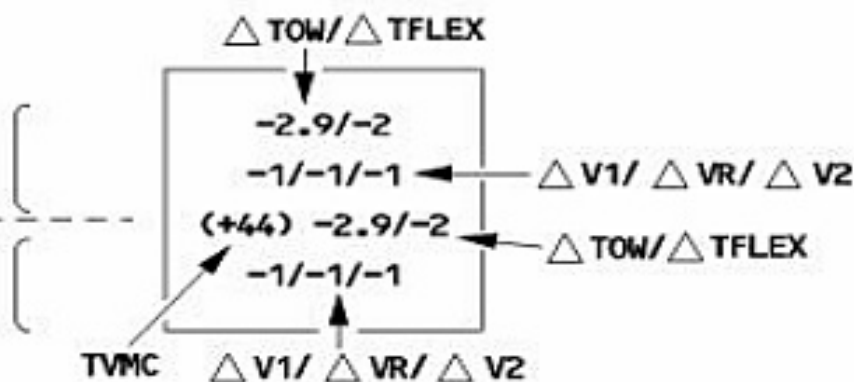 △ TOW/△ TFLEX
-2.9/-2
-1/-1/-1
△ V1/ △ VR/ △ V2
(+44) -2.9/-2
△ TOW/△ TFLEX
-1/-1/-1
TVMC
△ V1/ △ VR/ △ V2